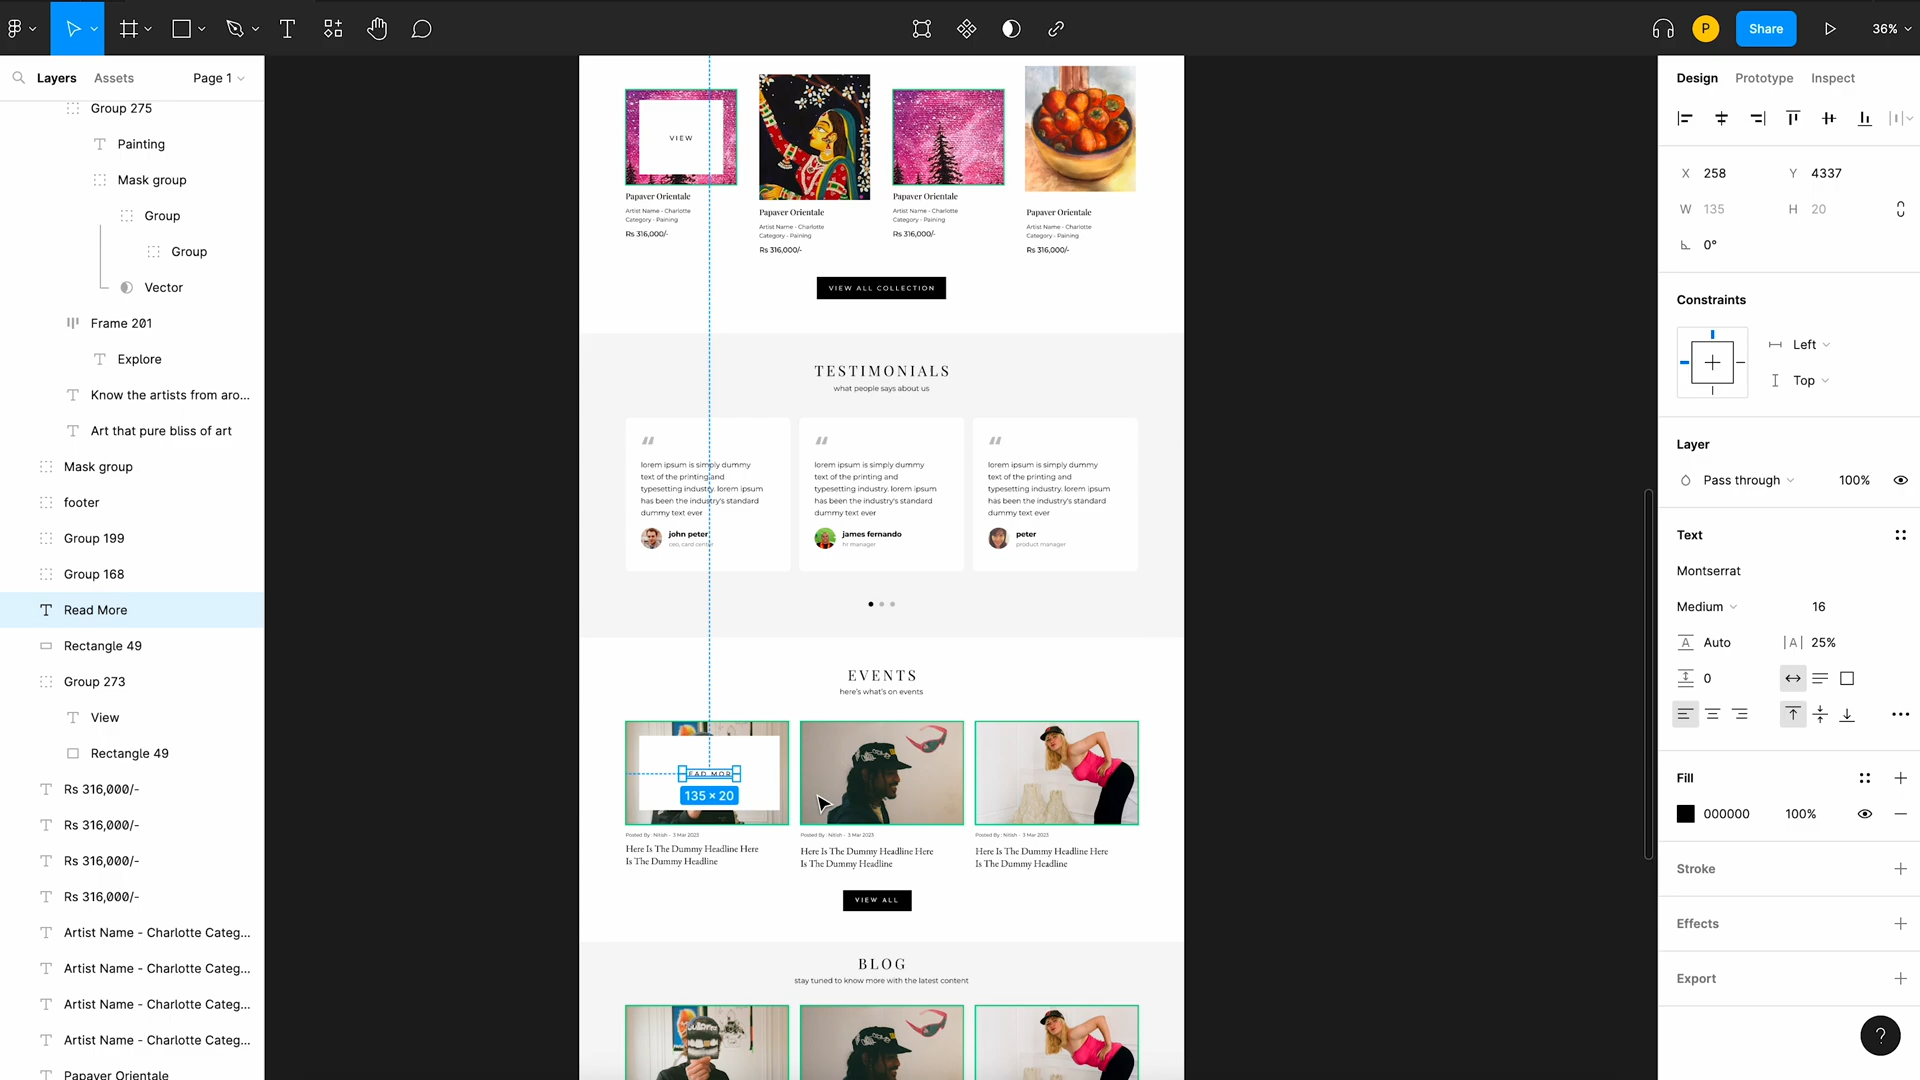 P
Share
36%
Layers
Assets
Page 1
Group 275
Painting
Mask group
Group
Group
Vector
Frame 201
Explore
Know the artists from aro...
Art that pure bliss of art
Mask group
footer
Group 199
Group 168
Read More
Rectangle 49
Group 273
View
Rectangle 49
Rs 316,000/-
Rs 316,000/-
Rs 316,000/-
Rs 316,000/-
Artist Name - Charlotte Categ...
Artist Name - Charlotte Categ...
Artist Name - Charlotte Categ...
Artist Name - Charlotte Categ...
Papaver Orientale
VIEW
Papaver Orientale
Artist Name - Charlotte
Category - Paining
Rs 316,000/-
Papaver Orientale
Artist Name - Charlotte
Category - Paining
Rs 316,000/-
Papaver Orientale
Artist Name - Charlotte
Category - Paining
Rs 316,000/-
Papaver Orientale
Artist Name - Charlotte
Category - Paining
Rs 316,000/-
VIEW ALL COLLECTION
TESTIMONIALS
what people says about us
lorem ipsum is simply dummy
text of the printing and
typesetting industry. lorem ipsum
has been the industry's standard
dummy text ever
john peter
ceo, card center
lorem ipsum is simply dummy
text of the printing and
typesetting industry. lorem ipsum
has been the industry's standard
dummy text ever
james fernando
hr manager
lorem ipsum is simply dummy
text of the printing and
typesetting industry. lorem ipsum
has been the industry's standard
dummy text ever
peter
product manager
EVENTS
here's what's on events
EAD MOR
135 × 20
Posted By : Nitish - 3 Mar 2023
Here Is The Dummy Headline Here
Is The Dummy Headline
Posted By : Nitish - 3 Mar 2023
Here Is The Dummy Headline Here
Is The Dummy Headline
Posted By : Nitish - 3 Mar 2023
Here Is The Dummy Headline Here
Is The Dummy Headline
VIEW ALL
BLOG
stay tuned to know more with the latest content
Design
Prototype
Inspect
X 258
Y 4337
W 135
H 20
0°
Constraints
Left
Top
Layer
Pass through
100%
Text
Montserrat
Medium
16
Auto
25%
0
Fill
000000
100%
Stroke
Effects
Export
?